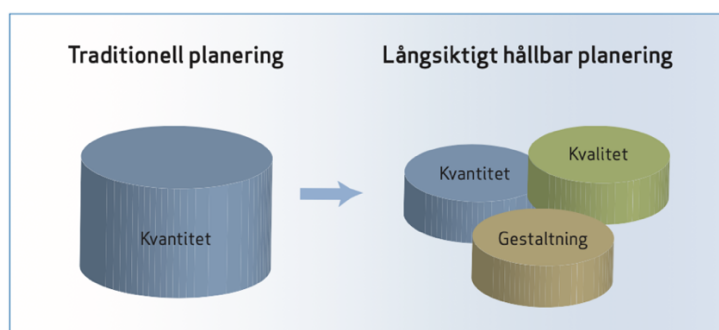 Traditionell planering
Långsiktigt hållbar planering
Kvantitet
Kvantitet
Kvalitet
Gestaltning